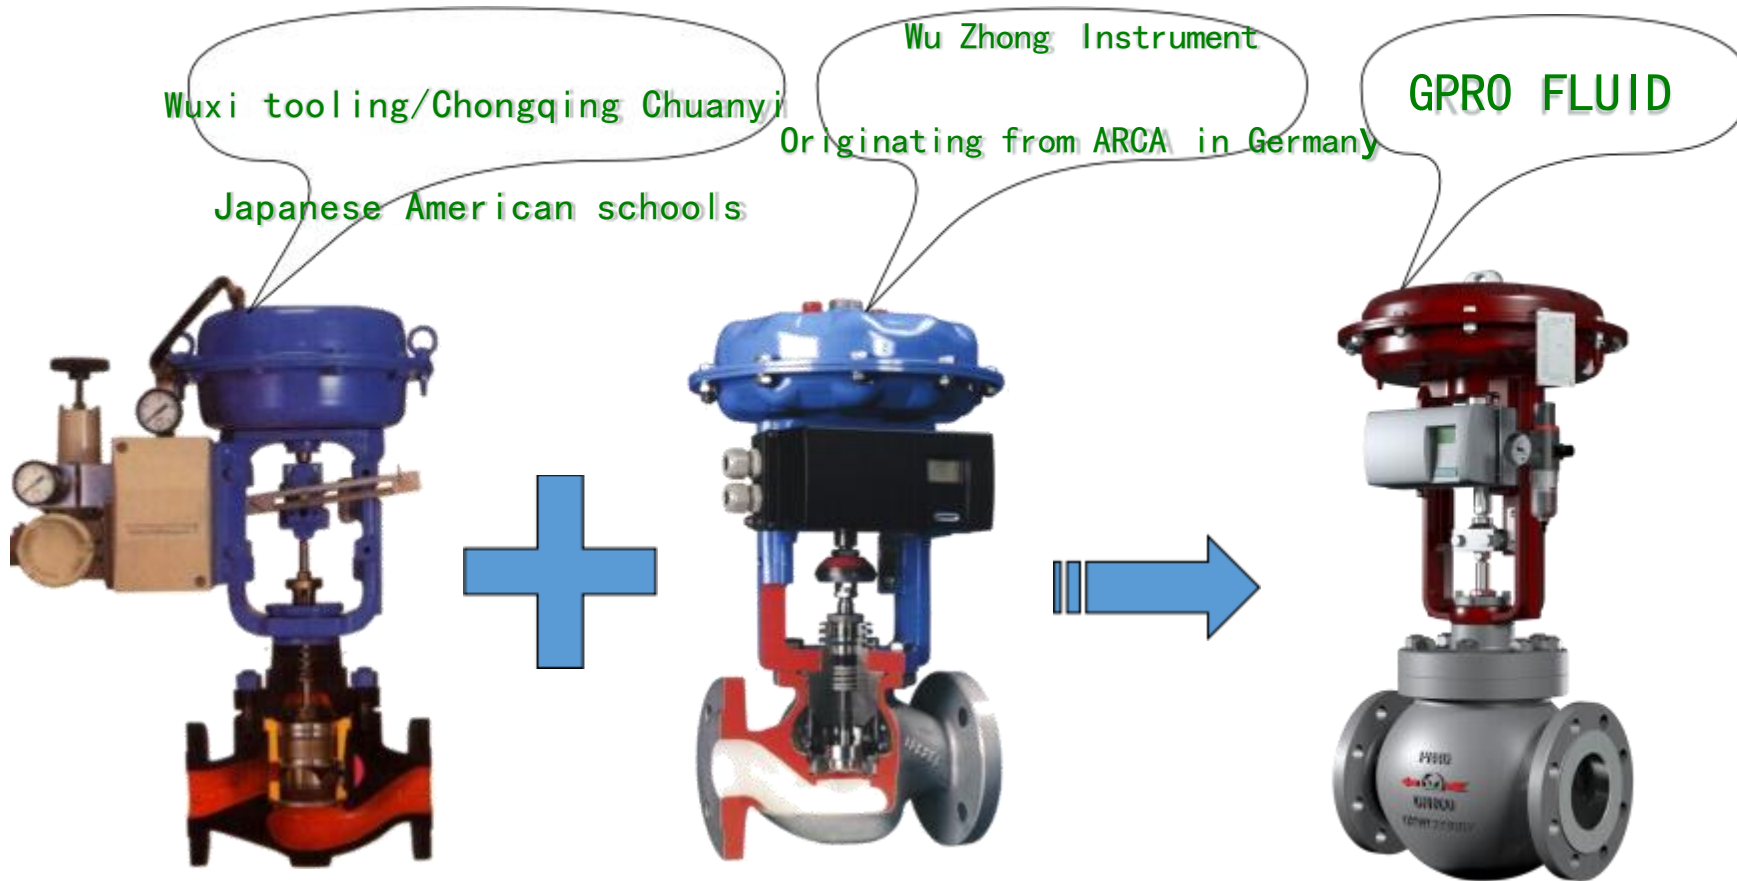 Wuxi tooling/Chongqing Chuanyi
Japanese American schools
Wu Zhong Instrument
Originating from ARCA in Germany
GPRO FLUID